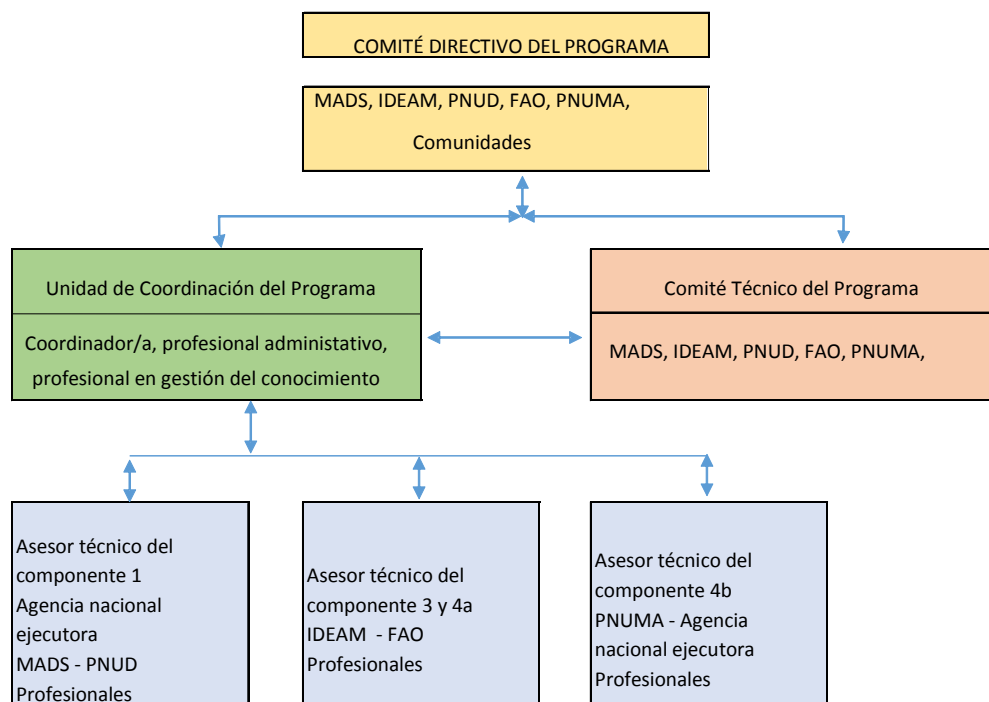 COMITÉ DIRECTIVO DEL PROGRAMA
MADS, IDEAM, PNUD, FAO, PNUMA,
Comunidades
Unidad de Coordinación del Programa
Coordinador/a, profesional administativo,
profesional en gestión del conocimiento
Comité Técnico del Programa
MADS, IDEAM, PNUD, FAO, PNUMA,
Asesor técnico del
componente 1
Agencia nacional
ejecutora
MADS - PNUD
Profesionales
Asesor técnico del
componente 3 y 4a
IDEAM - FAO
Profesionales
Asesor técnico del
componente 4b
PNUMA - Agencia
nacional ejecutora
Profesionales